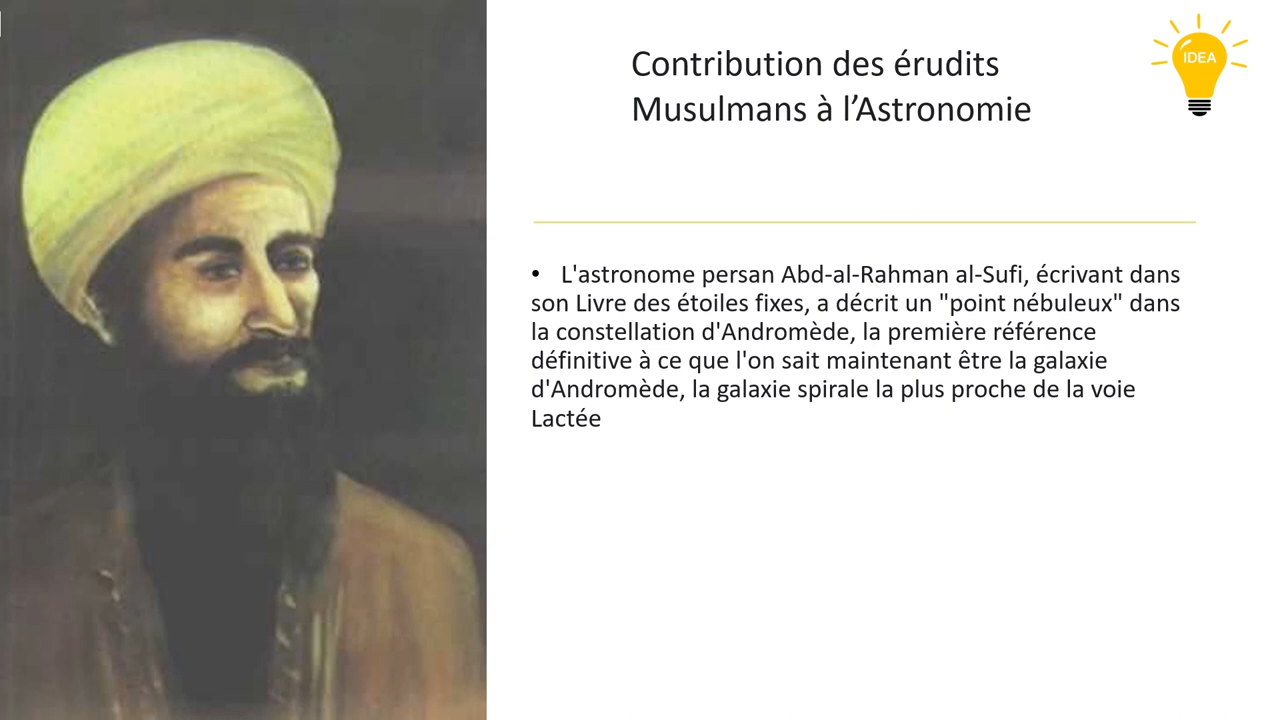 Contribution des érudits
Musulmans à l’Astronomie
IDEA
• L'astronome persan Abd-al-Rahman al-Sufi, écrivant dans
son Livre des étoiles fixes, a décrit un "point nébuleux" dans
la constellation d'Andromède, la première référence
définitive à ce que l'on sait maintenant être la galaxie
d'Andromède, la galaxie spirale la plus proche de la voie
Lactée